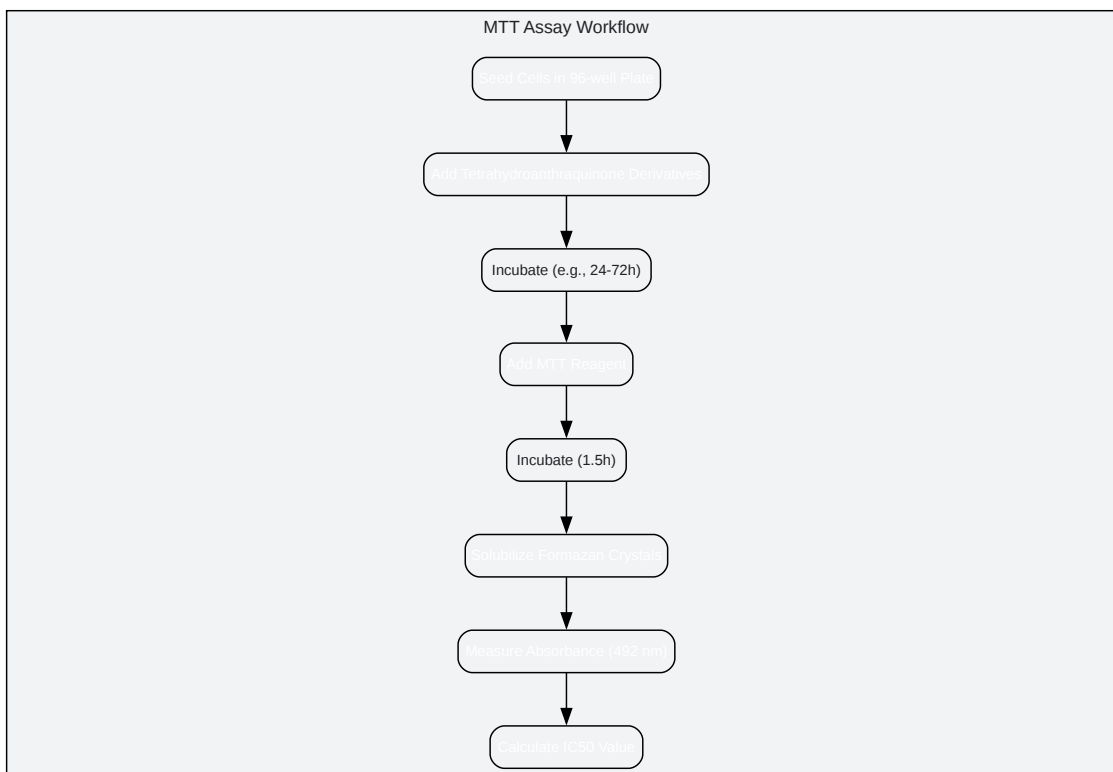 MTT Assay Workflow
Seed Cells in 96-well Plate
Add Tetrahydroanthraquinone Derivatives
Incubate (e.g., 24-72h)
Add MTT Reagent
Incubate (1.5h)
Solubilize Formazan Crystals
Measure Absorbance (492 nm)
Calculate IC50 Value